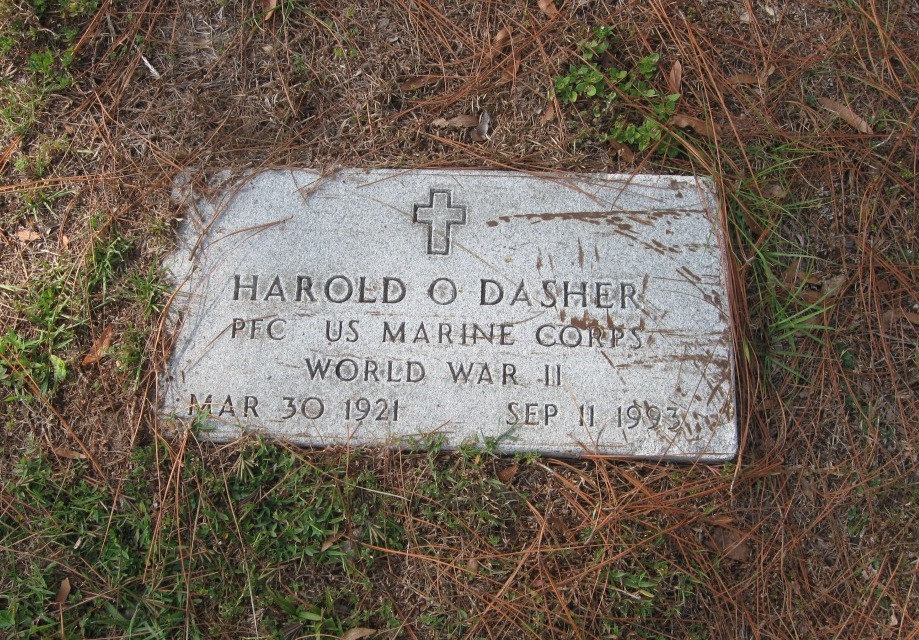 HAROLD O DASHER
PFC US MARINE CORPS
WORLD WAR II
MAR 30 1921 SEP 11 1993